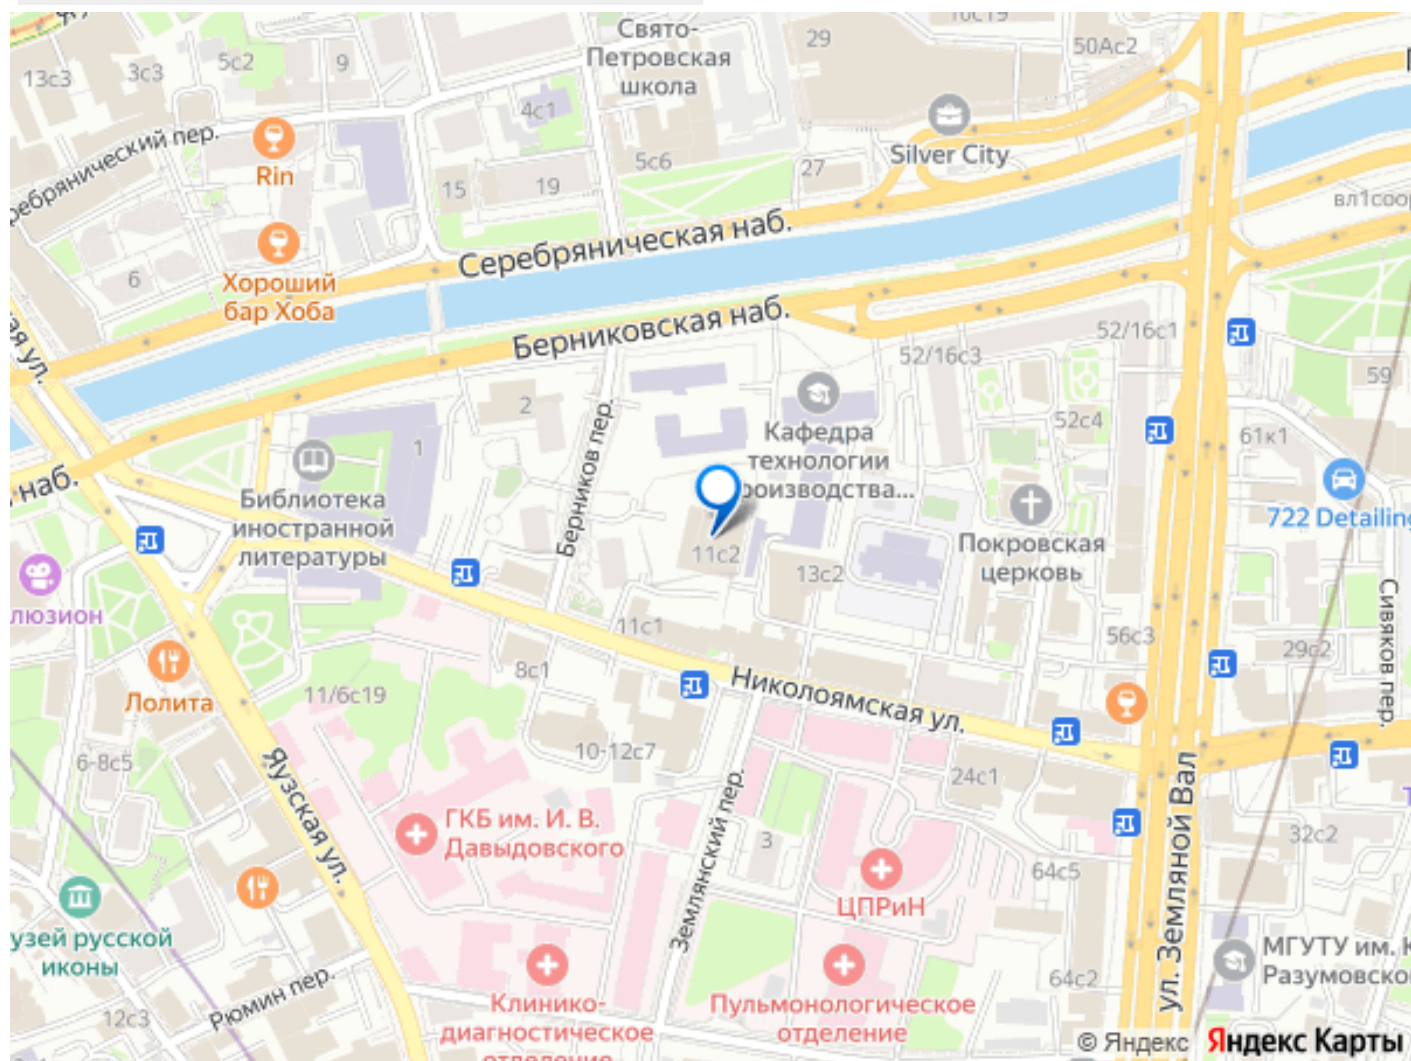 Свято-
Петровская
школа
29
10с19
50Ас2
13с3
3с3
5с2
9
4с1
Silver City
ребрянический пер.
Rin
15
19
5с6
27
вл1соор
Серебряническая наб.
6
Хороший
бар Хоба
Берниковская наб.
52/16с1
52/16с3
59
ая ул.
2
Берников пер.
52с4
61к1
1
Кафедра
технологии
роизводства...
наб.
Библиотека
иностранной
литературы
722 Detailing
Покровская
церковь
11с2
13с2
люзион
Сивяков пер.
11с1
56с3
29с2
8с1
11/6с19
Лолита
Николоямская ул.
10-12с7
6-8с5
24с1
Яузская ул.
Землянский пер.
ул. Земляной Вал
ГКБ им. И. В.
Давыдовского
3
32с2
64с5
ЦПРиН
узей русской
иконы
МГУТУ им. К
Разумовско
64с2
Рюмин пер.
12с3
Клинико-
диагностическое
отделение
Пульмонологическое
отделение
© Яндекс Яндекс Карты